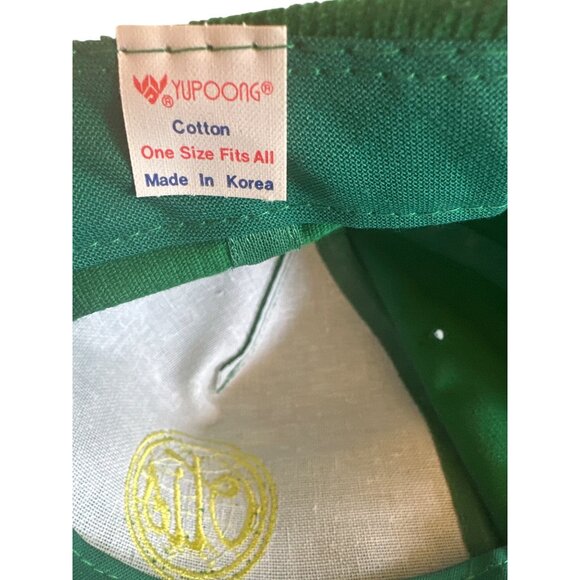 YUPOONG®
®
Cotton
One Size Fits All
Made In Korea